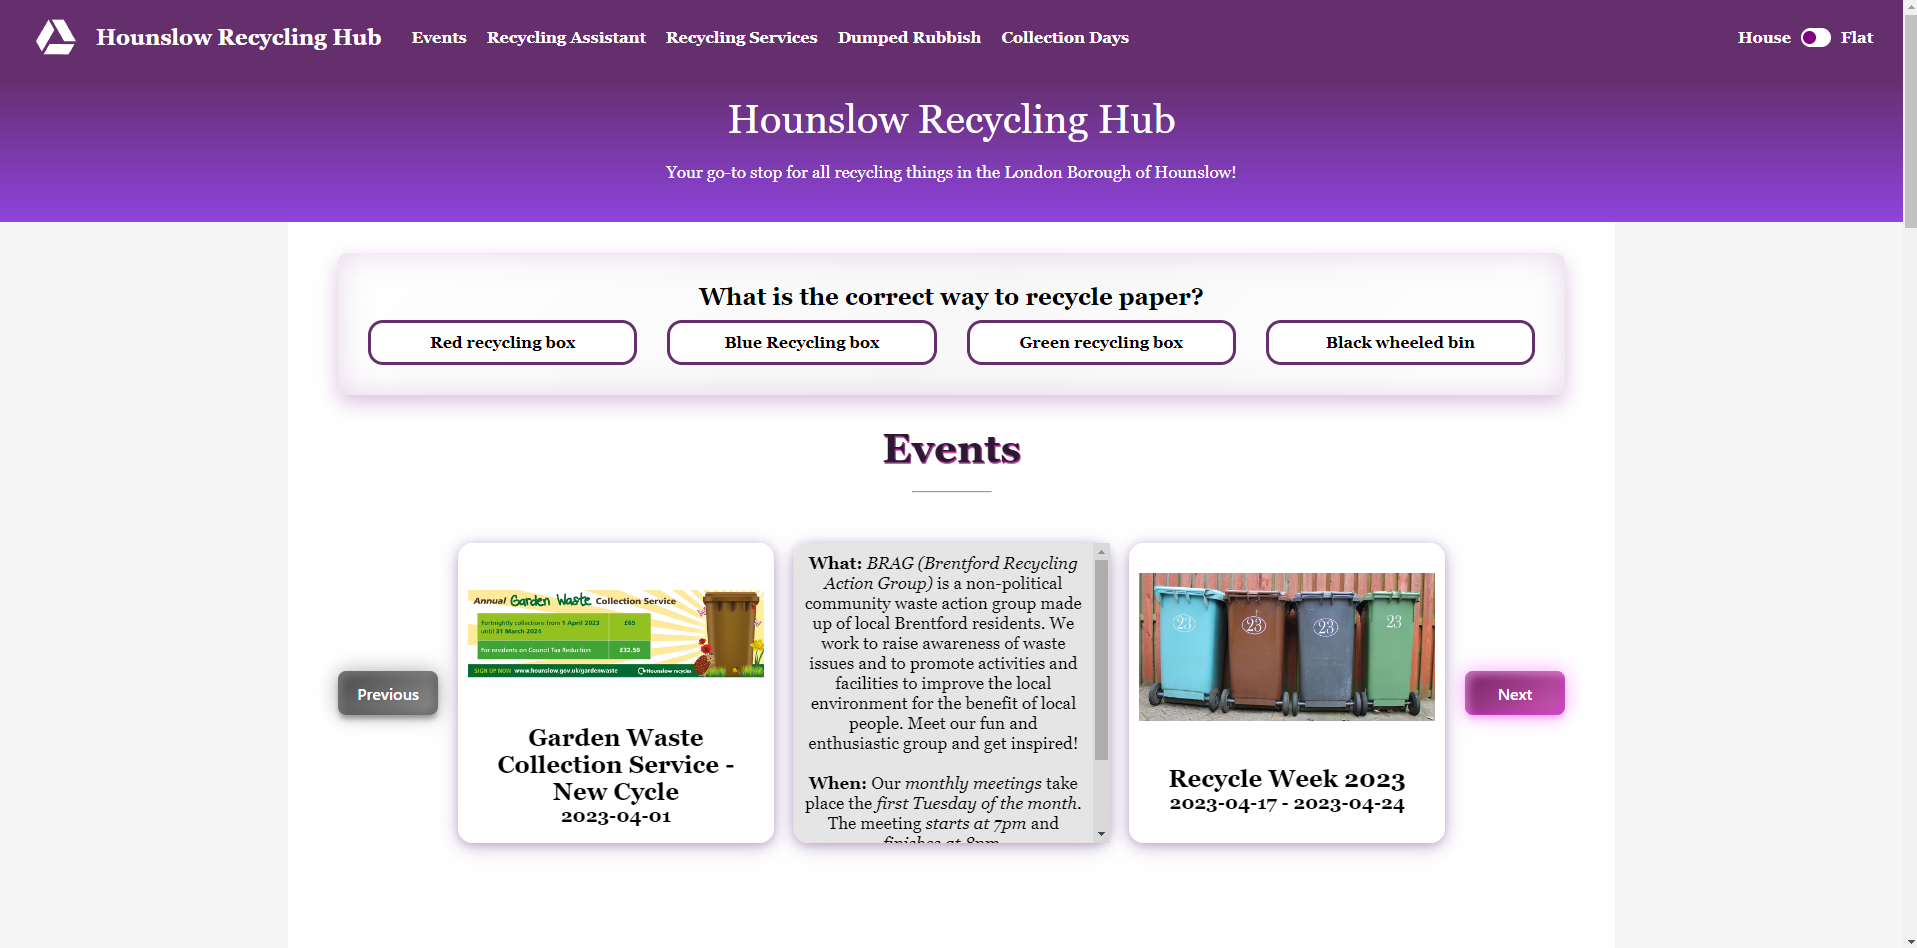 Hounslow Recycling Hub Events Recycling Assistant Recycling Services Dumped Rubbish Collection Days House Flat
Hounslow Recycling Hub
Your go-to stop for all recycling things in the London Borough of Hounslow!
What is the correct way to recycle paper?
Red recycling box Blue Recycling box Green recycling box Black wheeled bin
Events
Previous
Annual Garden Waste Collection Service
Fortnightly collections from 1 April 2023 £65
until 31 March 2024
For residents on Council Tax Reduction £32.50
SIGN UP NOW www.hounslow.gov.uk/gardenwaste Hounslow recycles
Garden Waste
Collection Service -
New Cycle
2023-04-01
What: BRAG (Brentford Recycling
Action Group) is a non-political
community waste action group made
up of local Brentford residents. We
work to raise awareness of waste
issues and to promote activities and
facilities to improve the local
environment for the benefit of local
people. Meet our fun and
enthusiastic group and get inspired!
When: Our monthly meetings take
place the first Tuesday of the month.
The meeting starts at 7pm and
finishes at 8pm
23 23 23 23
Recycle Week 2023
2023-04-17 - 2023-04-24
Next